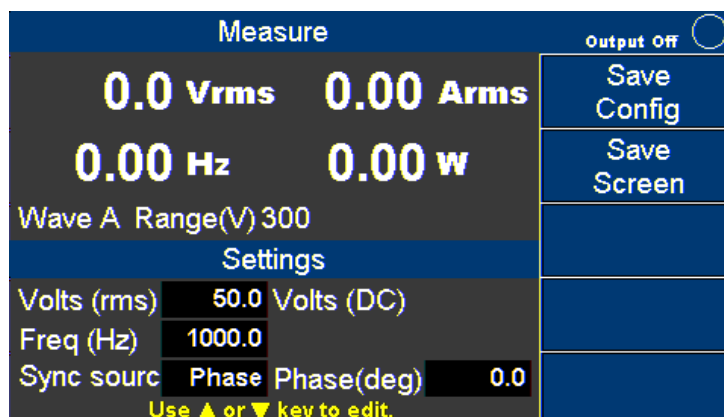 Measure
Output Off
0.0 Vrms 0.00 Arms
Save
Config
0.00 Hz 0.00 W
Save
Screen
Wave A Range(V) 300
Settings
Volts (rms) 50.0 Volts (DC)
Freq (Hz) 1000.0
Sync sourc Phase Phase(deg) 0.0
Use ▲ or ▼ key to edit.